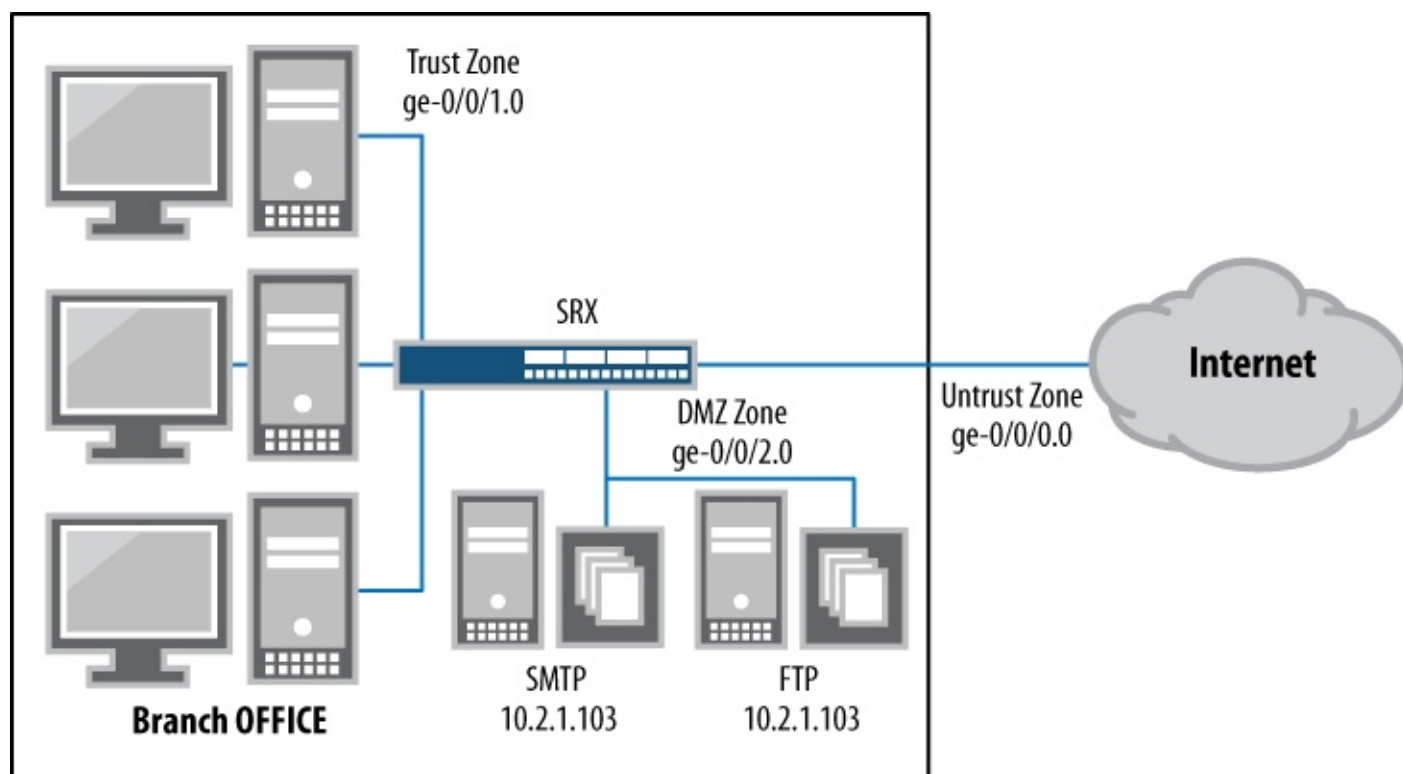 Trust Zone
ge-0/0/1.0
SRX
Internet
Untrust Zone
ge-0/0/0.0
DMZ Zone
ge-0/0/2.0
SMTP
10.2.1.103
FTP
10.2.1.103
Branch OFFICE